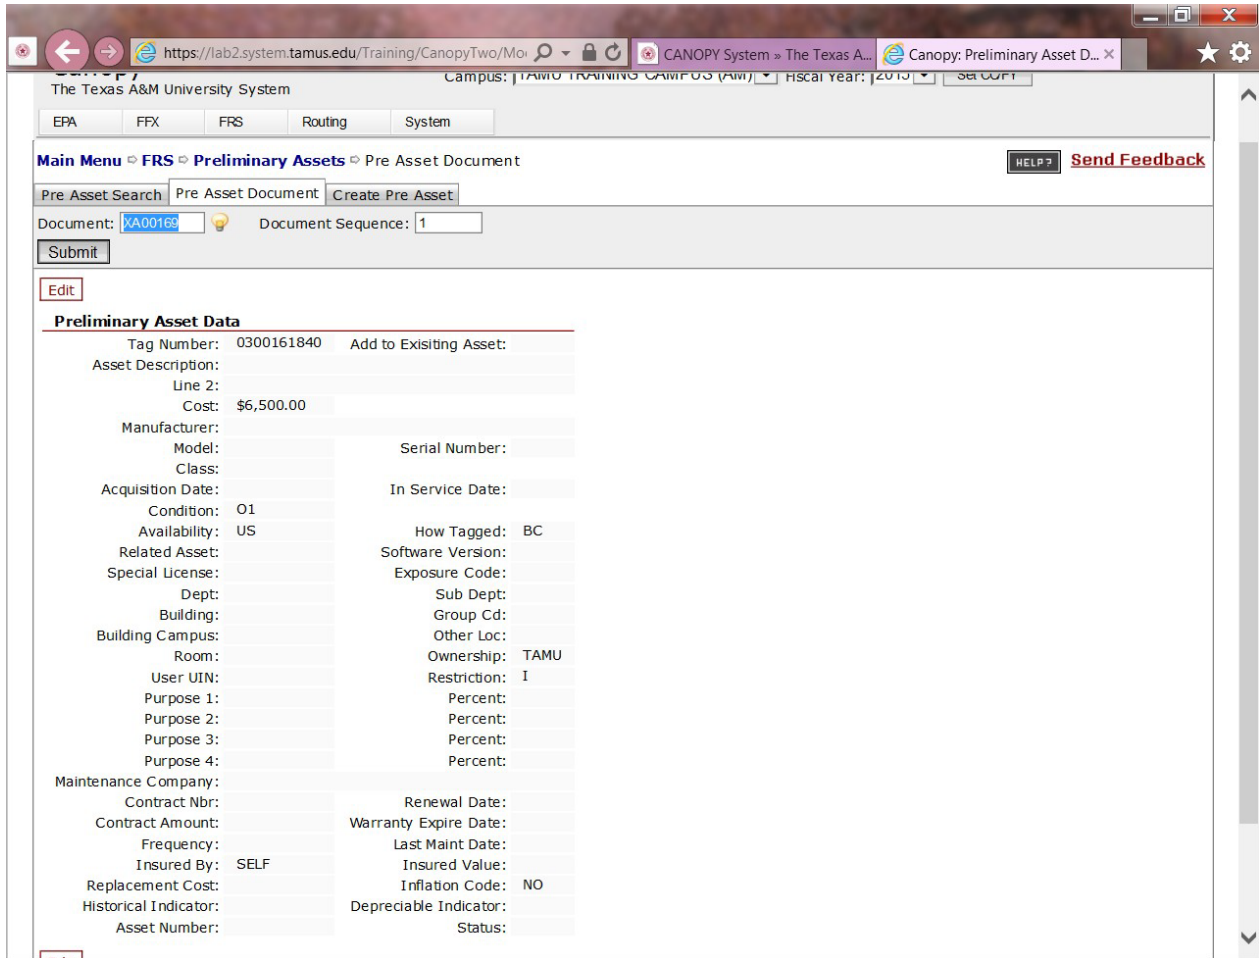 https://lab2.system.tamus.edu/Training/CanopyTwo/Mo
CANOPY System » The Texas A...
Canopy: Preliminary Asset D...
Canopy
Campus: TAMU TRAINING CAMPUS (AM) Fiscal Year: 2015 Set COPY
The Texas A&M University System
EPA FFX FRS Routing System
Main Menu ⇨ FRS ⇨ Preliminary Assets ⇨ Pre Asset Document
HELP? Send Feedback
Pre Asset Search Pre Asset Document Create Pre Asset
Document: XA00169 Document Sequence: 1
Submit
Edit
Preliminary Asset Data
Tag Number: 0300161840 Add to Exisiting Asset:
Asset Description:
Line 2:
Cost: $6,500.00
Manufacturer:
Model: Serial Number:
Class:
Acquisition Date: In Service Date:
Condition: O1
Availability: US How Tagged: BC
Related Asset: Software Version:
Special License: Exposure Code:
Dept: Sub Dept:
Building: Group Cd:
Building Campus: Other Loc:
Room: Ownership: TAMU
User UIN: Restriction: I
Purpose 1: Percent:
Purpose 2: Percent:
Purpose 3: Percent:
Purpose 4: Percent:
Maintenance Company:
Contract Nbr: Renewal Date:
Contract Amount: Warranty Expire Date:
Frequency: Last Maint Date:
Insured By: SELF Insured Value:
Replacement Cost: Inflation Code: NO
Historical Indicator: Depreciable Indicator:
Asset Number: Status: